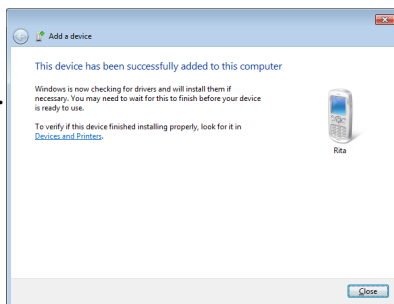 Add a device
This device has been successfully added to this computer
Windows is now checking for drivers and will install them if
necessary. You may need to wait for this to finish before your device
is ready to use.
To verify if this device finished installing properly, look for it in
Devices and Printers.
Rita
Close